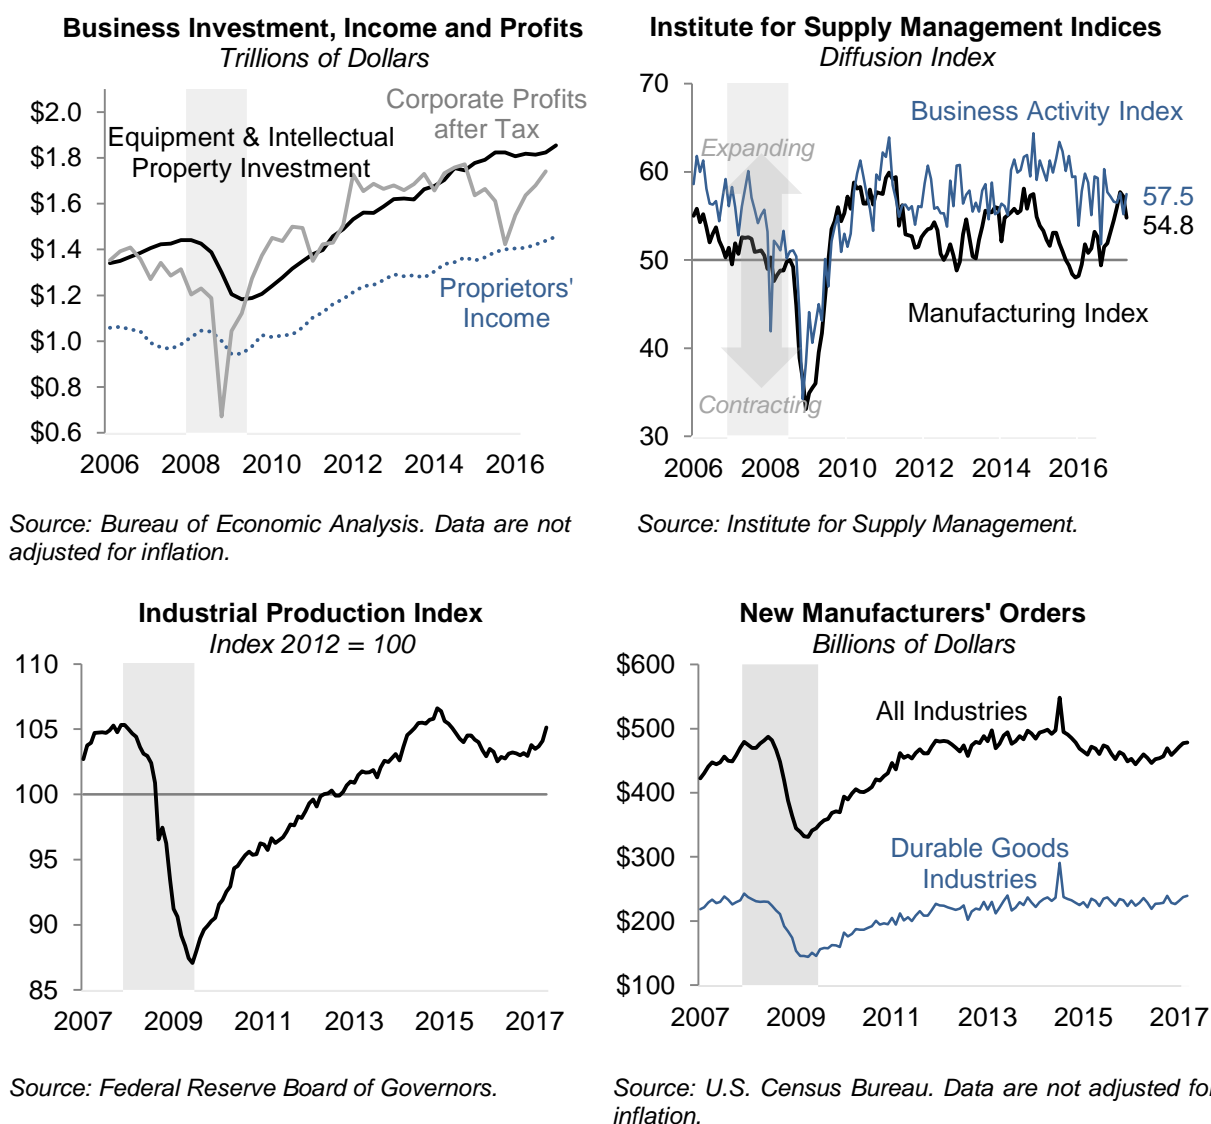 Business Investment, Income and Profits
Trillions of Dollars
$2.0
$1.8
$1.6
$1.4
$1.2
$1.0
$0.8
$0.6
Corporate Profits
after Tax
Equipment & Intellectual
Property Investment
Proprietors'
Income
2006 2008 2010 2012 2014 2016
Source: Bureau of Economic Analysis. Data are not
adjusted for inflation.
Institute for Supply Management Indices
Diffusion Index
70
60
50
40
30
Business Activity Index
Expanding
57.5
54.8
Manufacturing Index
Contracting
2006 2008 2010 2012 2014 2016
Source: Institute for Supply Management.
Industrial Production Index
Index 2012 = 100
110
105
100
95
90
85
2007 2009 2011 2013 2015 2017
Source: Federal Reserve Board of Governors.
New Manufacturers' Orders
Billions of Dollars
$600
$500
$400
$300
$200
$100
All Industries
Durable Goods
Industries
2007 2009 2011 2013 2015 2017
Source: U.S. Census Bureau. Data are not adjusted for
inflation.